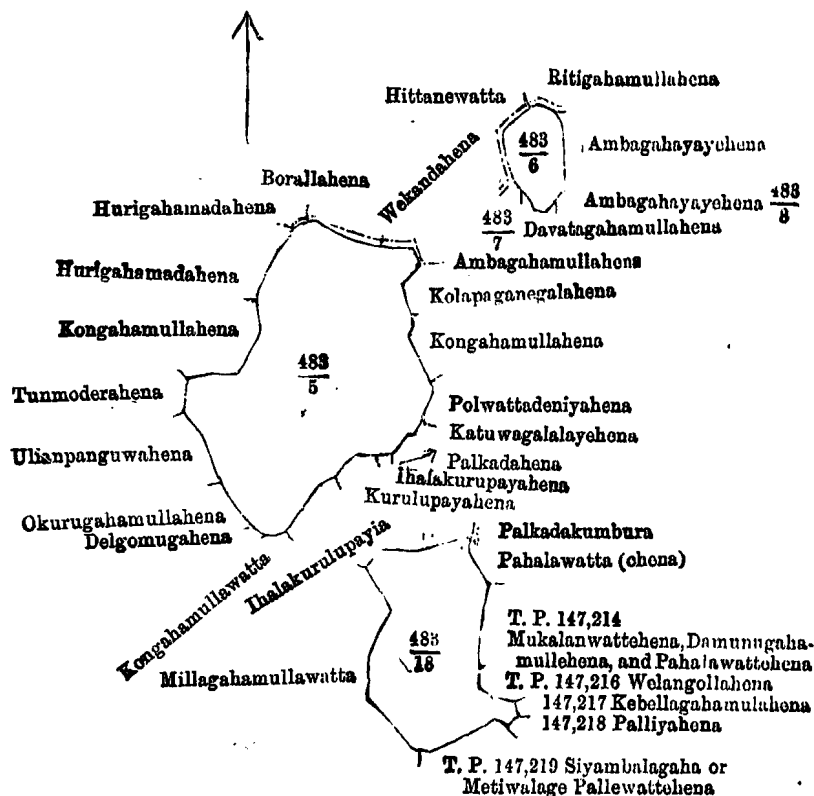 Ritigahamullahena
Hittanewatta
483
6
Ambagahayayehena
Wekandahena
Borallahena
Hurigahamadahena
Ambagahayayehena 483
8
483
7 Davatagahamullahena
Ambagahamullahena
Hurigahamadahena
Kolapaganegalahena
Kongahamullahena
Kongahamullahena
483
5
Tunmoderahena
Polwattadeniyahena
Katuwagalalayehena
Ulianpanguwahena
Palkadahena
Ihalakurupayahena
Kurulupayahena
Okurugahamullahena
Delgomugahena
Kongahamullawatta
Ihalakurulupayia
Palkadakumbura
Pahalawatta (ohena)
T. P. 147,214
Mukalanwattehena, Damunugaha-
mullehena, and Pahalawattehena
483
18
Millagahamullawatta
T. P. 147,216 Welangollahena
147,217 Kebellagahamulahena
147,218 Palliyahena
T. P. 147,219 Siyambalagaha or
Metiwalage Pallewattehena